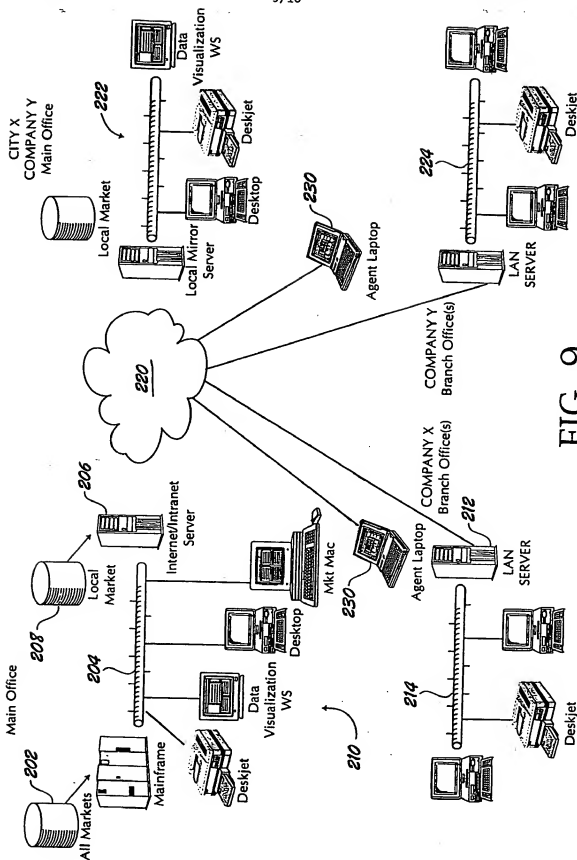 9/10
Main Office
202
All Markets
Mainframe
208
Local Market
206
Internet/Intranet
Server
204
Deskjet
Data
Visualization
WS
Desktop
Mkt Mac
210
230
Agent Laptop
COMPANY X
Branch Office(s)
212
LAN
SERVER
214
Deskjet
220
CITY X
COMPANY Y
Main Office
Local Market
222
Local Mirror
Server
Desktop
Deskjet
Data
Visualization
WS
230
Agent Laptop
COMPANY Y
Branch Office(s)
LAN
SERVER
224
Deskjet
FIG. 9